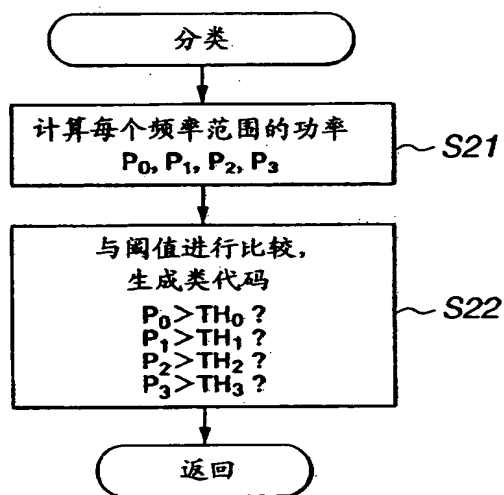 分类
计算每个频率范围的功率
P₀, P₁, P₂, P₃
S21
与阈值进行比较,
生成类代码
P₀>TH₀?
P₁>TH₁?
P₂>TH₂?
P₃>TH₃?
S22
返回